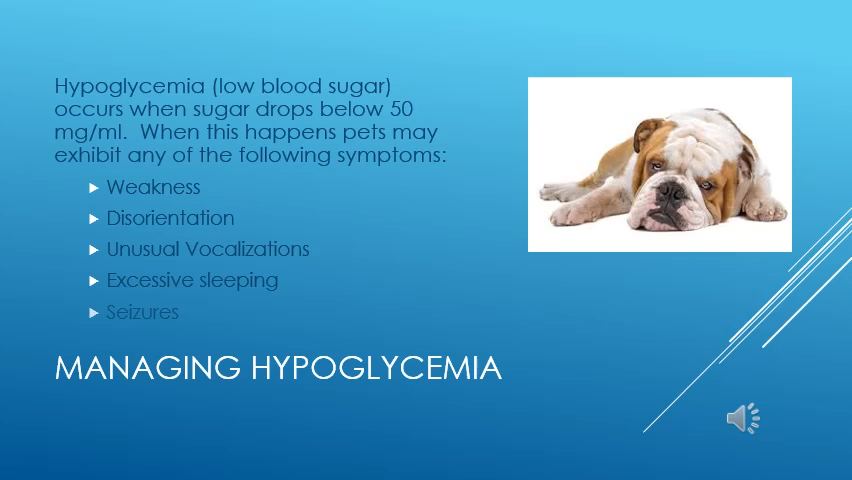 Hypoglycemia (low blood sugar)
occurs when sugar drops below 50
mg/ml.  When this happens pets may
exhibit any of the following symptoms:
Weakness
Disorientation
Unusual Vocalizations
Excessive sleeping
Seizures
MANAGING HYPOGLYCEMIA